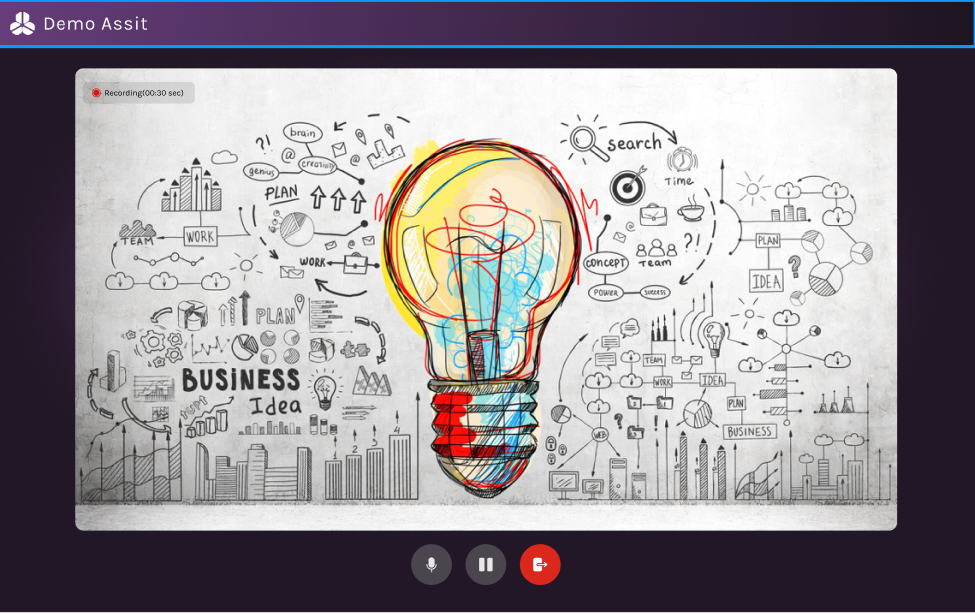 Demo Assit
Recording(00:30 sec)
?!
brain
@
genius
creativity
@
PLAN
TEAM
WORK
@
WORK
PLAN
BUSINESS
Idea
1
2
3
4
search
Time
@
?!
CONCEPT
Team
POWER
SUCCESS
PLAN
IDEA
?
TEAM
WORK
IDEA
PLAN
?
WEB
?
BUSINESS